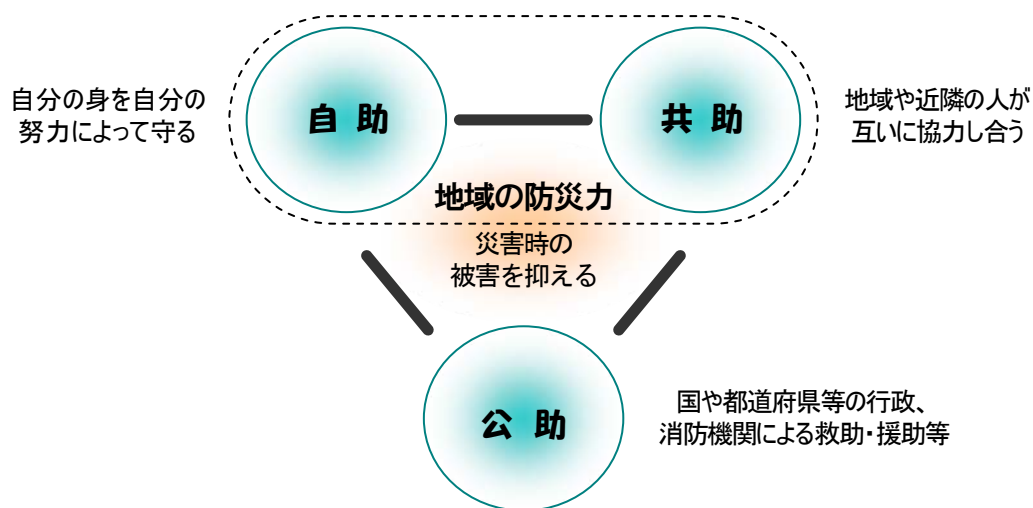 自分の身を自分の
努力によって守る
自助
共助
地域や近隣の人が
互いに協力し合う
地域の防災力
災害時の
被害を抑える
公助
国や都道府県等の行政、
消防機関による救助・援助等